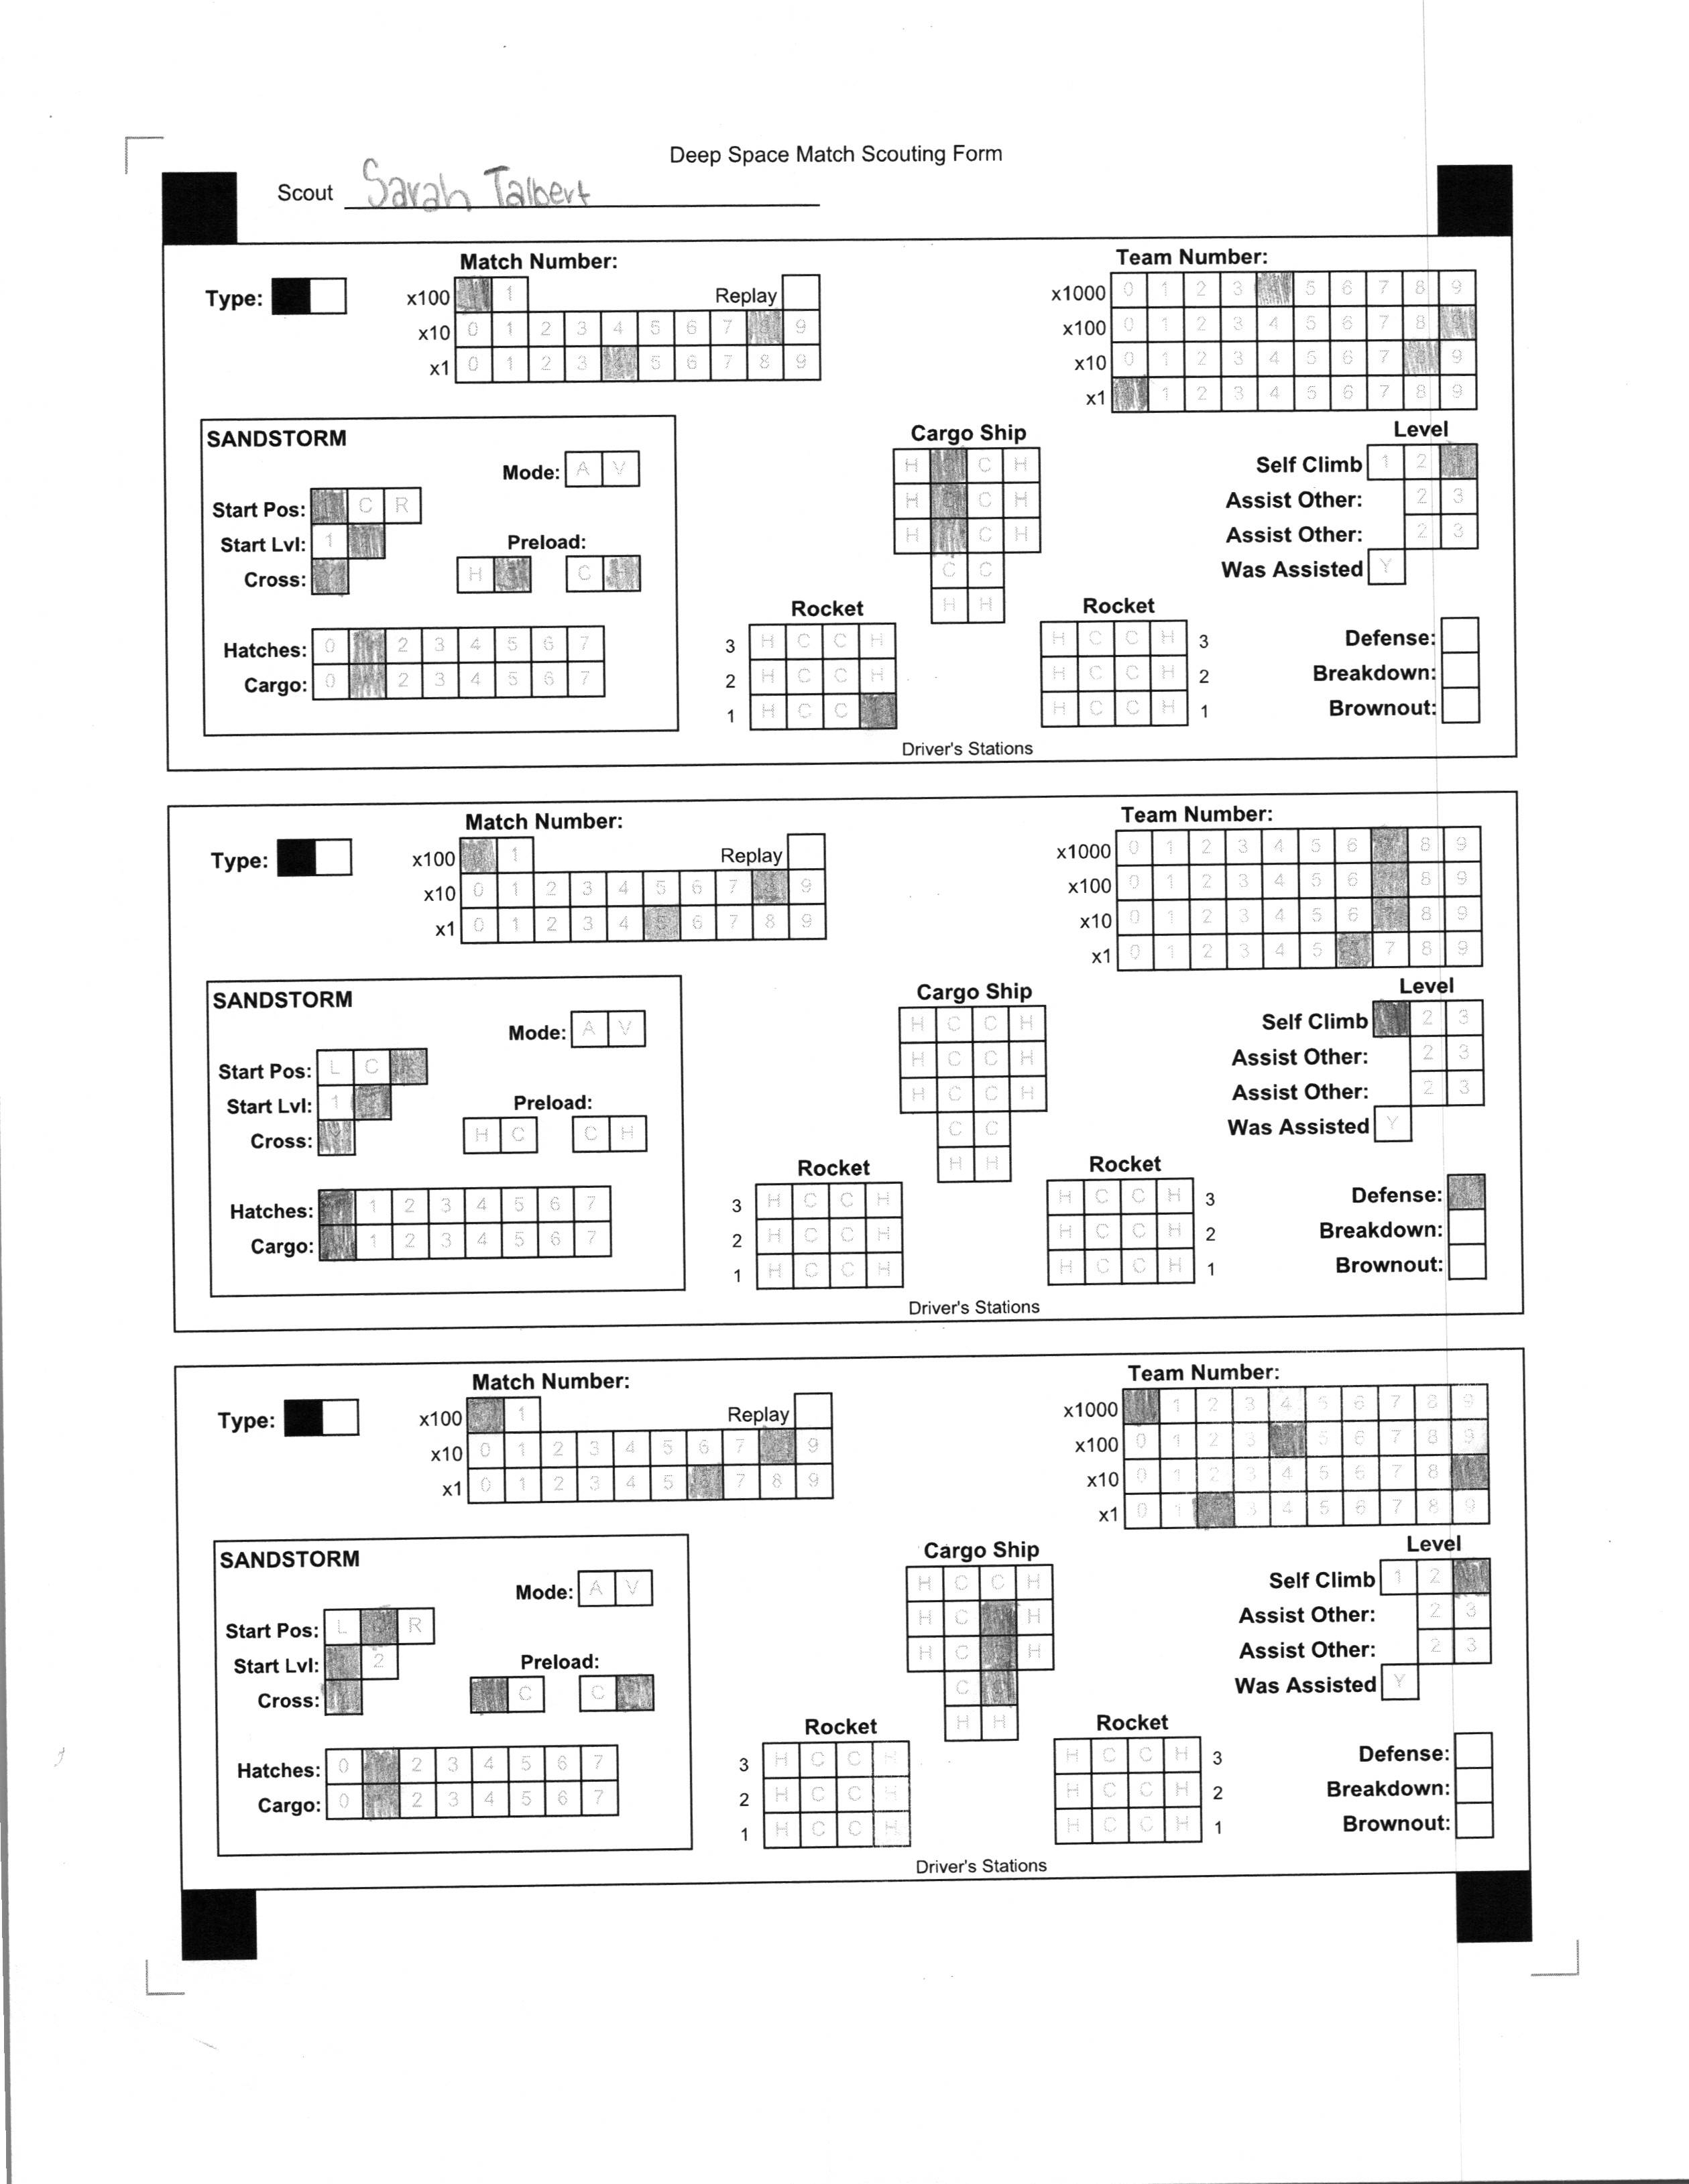 Deep Space Match Scouting Form
Scout Sarah Talbert
Match Number:
Team Number:
Type:
x100 1 Replay
x10 0 1 2 3 4 5 6 7 9
x1 0 1 2 3 5 6 7 8 9
x1000 0 1 2 3 5 6 7 8 9
x100 0 1 2 3 4 5 6 7 8
x10 0 1 2 3 4 5 6 7 9
x1 1 2 3 4 5 6 7 8 9
SANDSTORM
Mode: A V
Start Pos: C R
Start Lvl: 1
Cross:
Preload:
H C
Hatches: 0 2 3 4 5 6 7
Cargo: 0 2 3 4 5 6 7
Cargo Ship
H C H
H C H
H C H
C C
H H
Rocket
3 H C C H
2 H C C H
1 H C C
Rocket
H C C H 3
H C C H 2
H C C H 1
Driver's Stations
Level
Self Climb 1 2
Assist Other: 2 3
Assist Other: 2 3
Was Assisted Y
Defense:
Breakdown:
Brownout:
Match Number:
Team Number:
Type:
x100 1 Replay
x10 0 1 2 3 4 5 6 7 9
x1 0 1 2 3 4 6 7 8 9
x1000 0 1 2 3 4 5 6 8 9
x100 0 1 2 3 4 5 6 8 9
x10 0 1 2 3 4 5 6 8 9
x1 0 1 2 3 4 5 7 8 9
SANDSTORM
Mode: A V
Start Pos: L C
Start Lvl: 1
Cross:
Preload:
H C C H
Hatches: 1 2 3 4 5 6 7
Cargo: 1 2 3 4 5 6 7
Cargo Ship
H C C H
H C C H
H C C H
C C
H H
Rocket
3 H C C H
2 H C C H
1 H C C H
Rocket
H C C H 3
H C C H 2
H C C H 1
Driver's Stations
Level
Self Climb 2 3
Assist Other: 2 3
Assist Other: 2 3
Was Assisted Y
Defense:
Breakdown:
Brownout:
Match Number:
Team Number:
Type:
x100 1 Replay
x10 0 1 2 3 4 5 6 7 9
x1 0 1 2 3 4 5 7 8 9
x1000 1 2 3 4 5 6 7 8 9
x100 0 1 2 3 5 6 7 8 9
x10 0 1 2 3 4 5 6 7 8
x1 0 1 3 4 5 6 7 8 9
SANDSTORM
Mode: A V
Start Pos: L R
Start Lvl: 2
Cross:
Preload:
C C
Hatches: 0 2 3 4 5 6 7
Cargo: 0 2 3 4 5 6 7
Cargo Ship
H C C H
H C H
H C H
C
H H
Rocket
3 H C C H
2 H C C H
1 H C C H
Rocket
H C C H 3
H C C H 2
H C C H 1
Driver's Stations
Level
Self Climb 1 2
Assist Other: 2 3
Assist Other: 2 3
Was Assisted Y
Defense:
Breakdown:
Brownout: